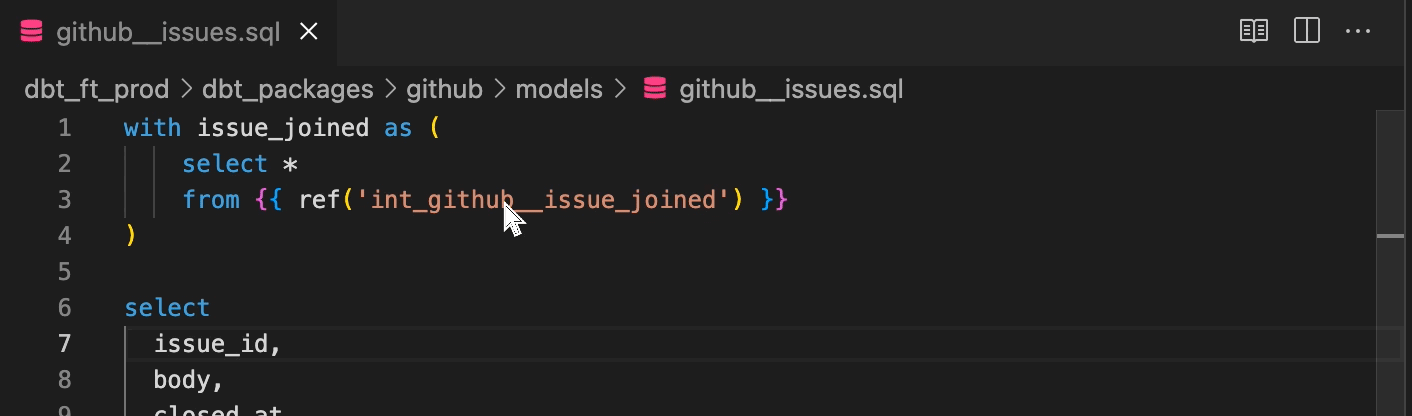 github__issues.sql
dbt_ft_prod > dbt_packages > github > models > github__issues.sql
1 with issue_joined as (
2 select *
3 from {{ ref('int_github__issue_joined') }}
4 )
5
6 select
7 issue_id,
8 body,
9 closed_at